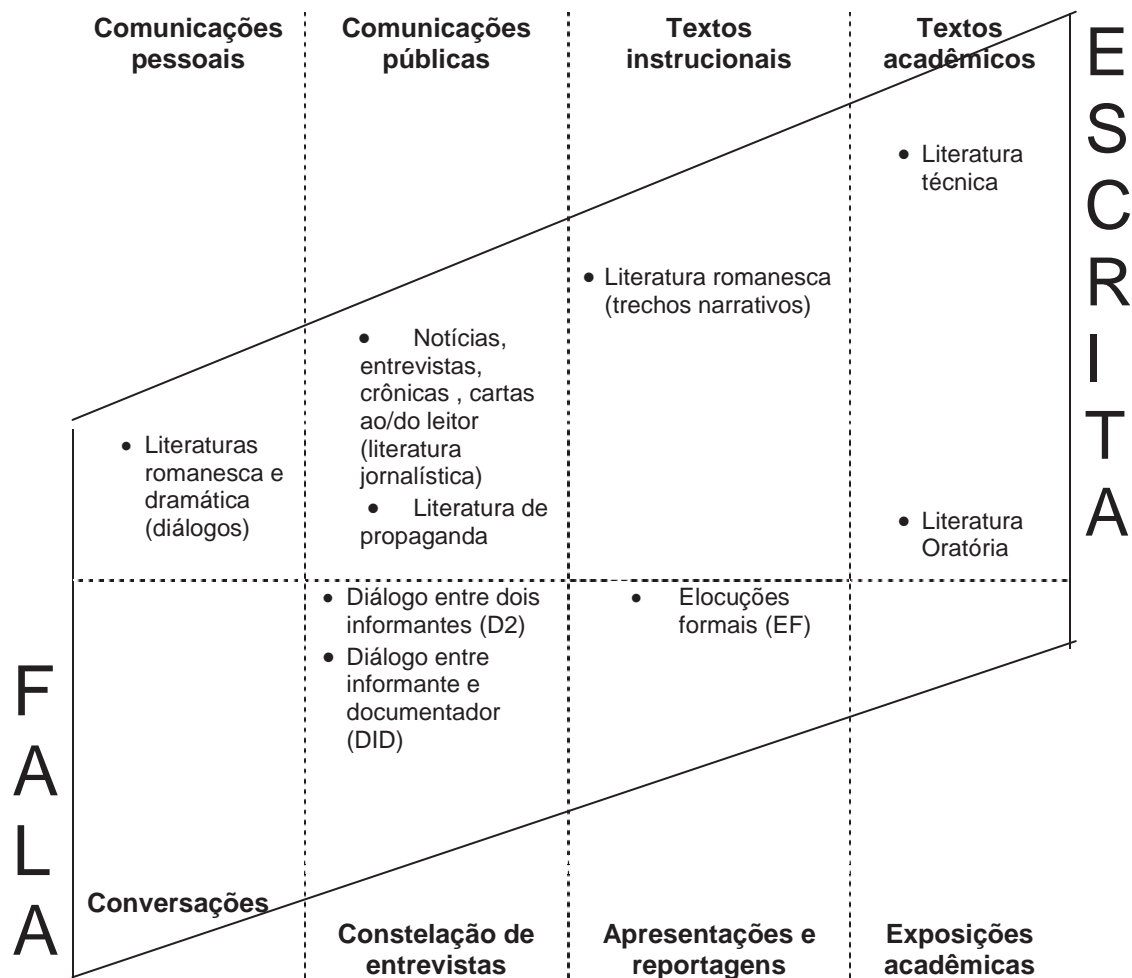 Comunicações
pessoais
Comunicações
públicas
Textos
instrucionais
Textos
acadêmicos
ESCRITA
• Literatura
técnica
• Literatura romanesca
(trechos narrativos)
• Notícias,
entrevistas,
crônicas , cartas
ao/do leitor
(literatura
jornalística)
• Literatura de
propaganda
• Literaturas
romanesca e
dramática
(diálogos)
• Literatura
Oratória
• Diálogo entre dois
informantes (D2)
• Diálogo entre
informante e
documentador
(DID)
• Elocuções
formais (EF)
FALA
Conversações
Constelação de
entrevistas
Apresentações e
reportagens
Exposições
acadêmicas